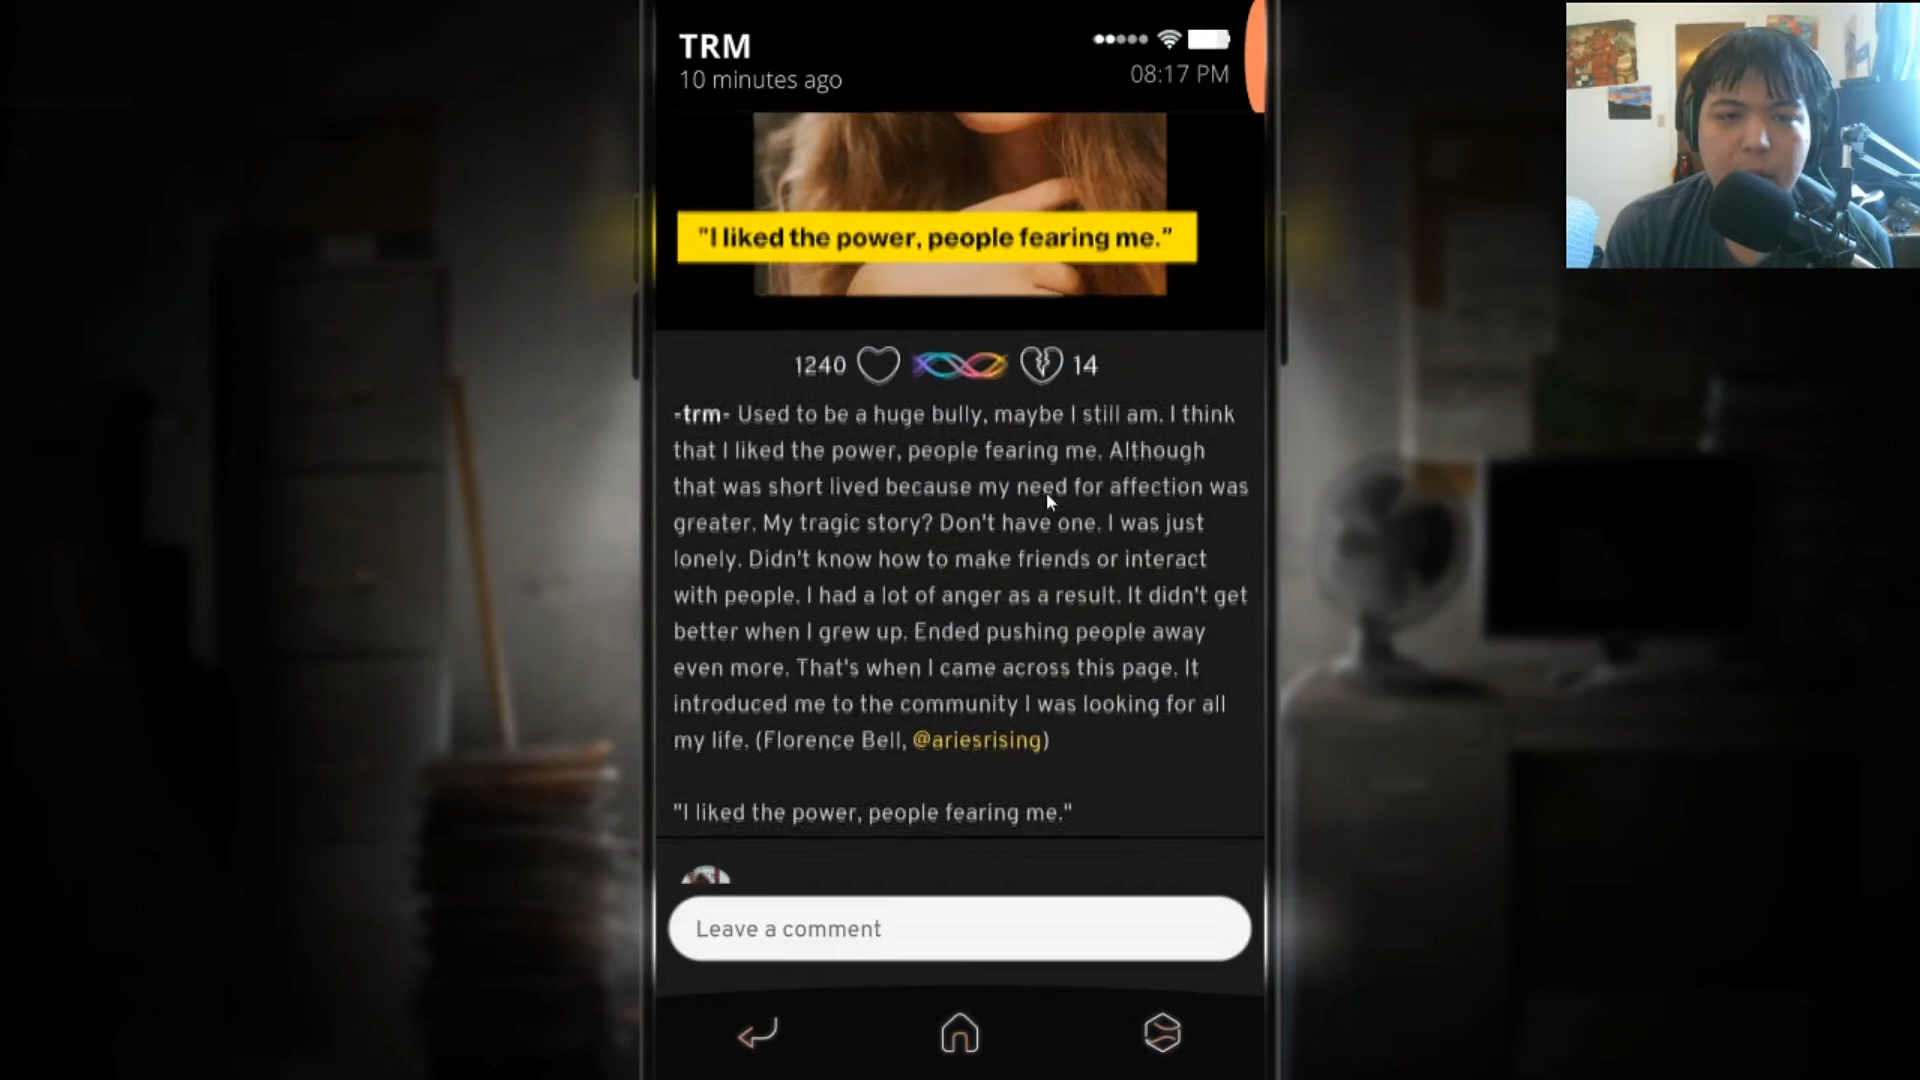 TRM
10 minutes ago
08:17 PM
"I liked the power, people fearing me."
1240
14
-trm- Used to be a huge bully, maybe I still am. I think
that I liked the power, people fearing me. Although
that was short lived because my need for affection was
greater. My tragic story? Don't have one. I was just
lonely. Didn't know how to make friends or interact
with people. I had a lot of anger as a result. It didn't get
better when I grew up. Ended pushing people away
even more. That's when I came across this page. It
introduced me to the community I was looking for all
my life. (Florence Bell, @ariesrising)
"I liked the power, people fearing me."
Leave a comment